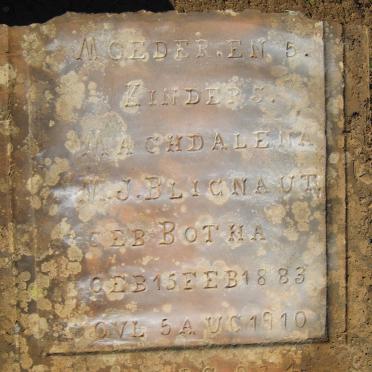 MOEDER.EN 5.
KINDERS.
MAGHDALENA
M.J.BLIGNAUT
GEB BOTHA
GEB 15 FEB 1883
OVL 5 AUG 1910